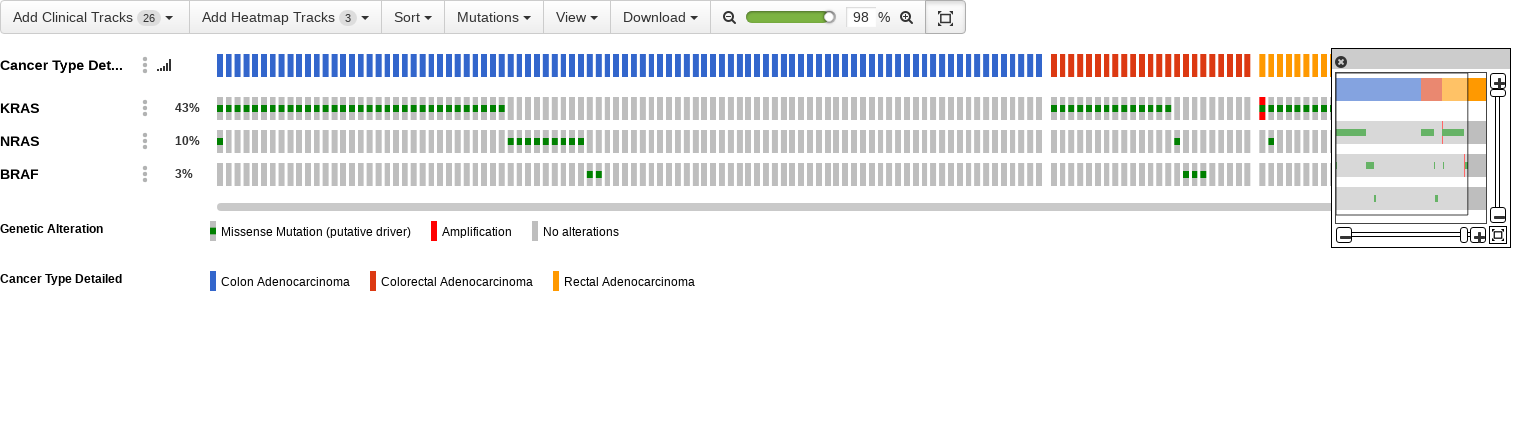 Add Clinical Tracks 26 Add Heatmap Tracks 3 Sort Mutations View Download 98 %
Cancer Type Det...
KRAS 43%
NRAS 10%
BRAF 3%
Genetic Alteration Missense Mutation (putative driver) Amplification No alterations
Cancer Type Detailed Colon Adenocarcinoma Colorectal Adenocarcinoma Rectal Adenocarcinoma